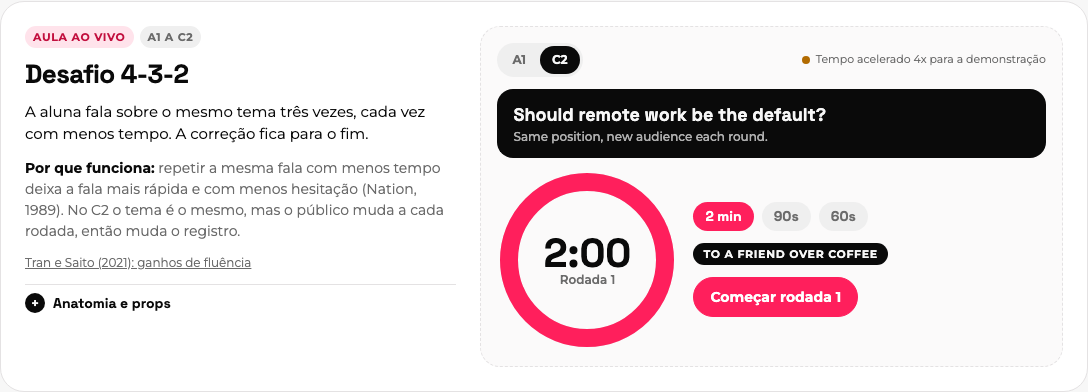 AULA AO VIVO
A1 A C2
Desafio 4-3-2
A aluna fala sobre o mesmo tema três vezes, cada vez
com menos tempo. A correção fica para o fim.
Por que funciona: repetir a mesma fala com menos tempo
deixa a fala mais rápida e com menos hesitação (Nation,
1989). No C2 o tema é o mesmo, mas o público muda a cada
rodada, então muda o registro.
Tran e Saito (2021): ganhos de fluência
+ Anatomia e props
A1
C2
Tempo acelerado 4x para a demonstração
Should remote work be the default?
Same position, new audience each round.
2:00
Rodada 1
2 min
90s
60s
TO A FRIEND OVER COFFEE
Começar rodada 1